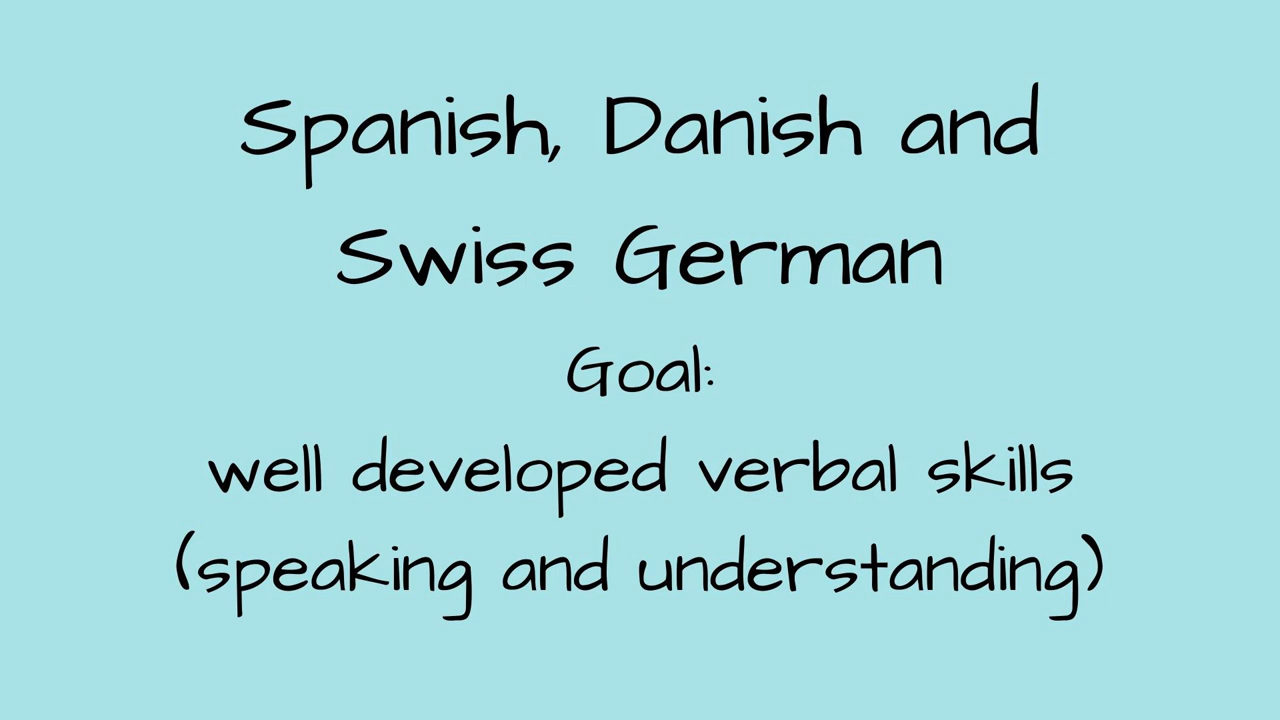 Spanish, Danish and
Swiss German
Goal:
well developed verbal skills
(speaking and understanding)